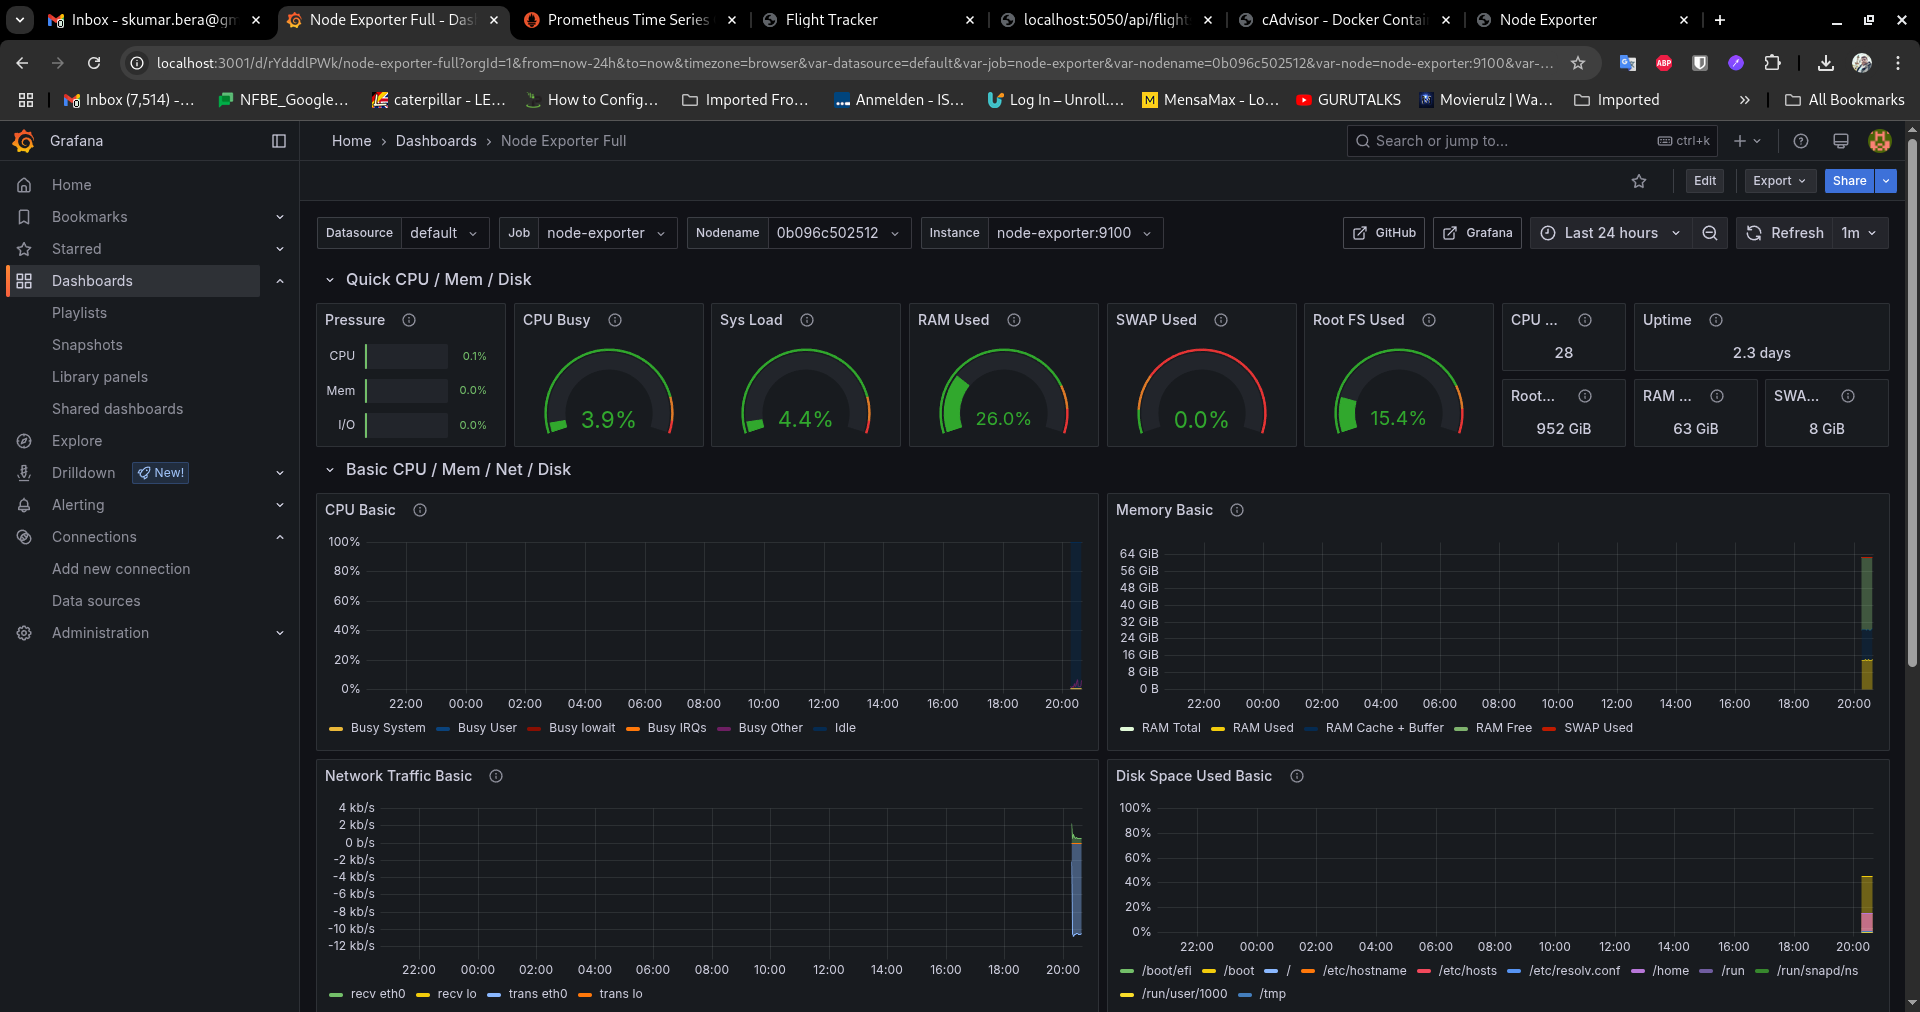 Inbox - skumar.bera@gm
Node Exporter Full - Das
Prometheus Time Series
Flight Tracker
localhost:5050/api/flight
cAdvisor - Docker Contai
Node Exporter
localhost:3001/d/rYdddlPWk/node-exporter-full?orgId=1&from=now-24h&to=now&timezone=browser&var-datasource=default&var-job=node-exporter&var-nodename=0b096c502512&var-node=node-exporter:9100&var-...
Inbox (7,514) -...
NFBE_Google...
caterpillar - LE...
How to Config...
Imported Fro...
Anmelden - IS...
Log In – Unroll....
MensaMax - Lo...
GURUTALKS
Movierulz | Wa...
Imported
All Bookmarks
Grafana
Home › Dashboards › Node Exporter Full
Search or jump to...
ctrl+k
Edit
Export
Share
Home
Bookmarks
Starred
Dashboards
Playlists
Snapshots
Library panels
Shared dashboards
Explore
Drilldown New!
Alerting
Connections
Add new connection
Data sources
Administration
Datasource default
Job node-exporter
Nodename 0b096c502512
Instance node-exporter:9100
GitHub
Grafana
Last 24 hours
Refresh 1m
Quick CPU / Mem / Disk
Pressure
CPU 0.1%
Mem 0.0%
I/O 0.0%
CPU Busy
3.9%
Sys Load
4.4%
RAM Used
26.0%
SWAP Used
0.0%
Root FS Used
15.4%
CPU ...
28
Uptime
2.3 days
Root...
952 GiB
RAM ...
63 GiB
SWA...
8 GiB
Basic CPU / Mem / Net / Disk
CPU Basic
100%
80%
60%
40%
20%
0%
22:00 00:00 02:00 04:00 06:00 08:00 10:00 12:00 14:00 16:00 18:00 20:00
Busy System Busy User Busy Iowait Busy IRQs Busy Other Idle
Memory Basic
64 GiB
56 GiB
48 GiB
40 GiB
32 GiB
24 GiB
16 GiB
8 GiB
0 B
22:00 00:00 02:00 04:00 06:00 08:00 10:00 12:00 14:00 16:00 18:00 20:00
RAM Total RAM Used RAM Cache + Buffer RAM Free SWAP Used
Network Traffic Basic
4 kb/s
2 kb/s
0 b/s
-2 kb/s
-4 kb/s
-6 kb/s
-8 kb/s
-10 kb/s
-12 kb/s
22:00 00:00 02:00 04:00 06:00 08:00 10:00 12:00 14:00 16:00 18:00 20:00
recv eth0 recv lo trans eth0 trans lo
Disk Space Used Basic
100%
80%
60%
40%
20%
0%
22:00 00:00 02:00 04:00 06:00 08:00 10:00 12:00 14:00 16:00 18:00 20:00
/boot/efi /boot / /etc/hostname /etc/hosts /etc/resolv.conf /home /run /run/snapd/ns
/run/user/1000 /tmp